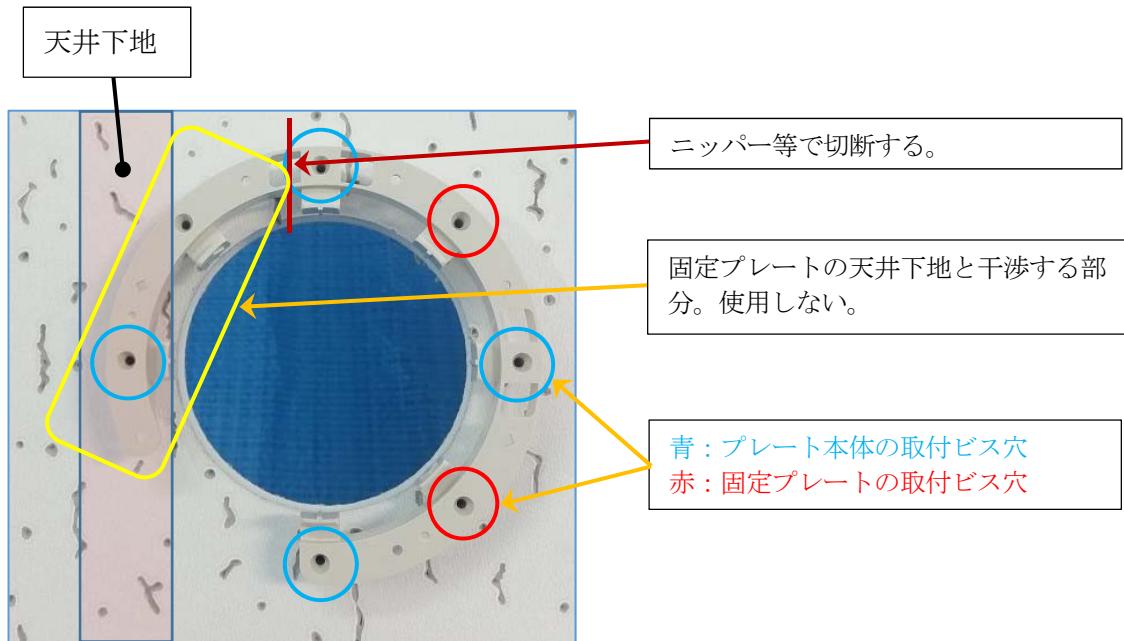 天井下地
ニッパー等で切断する。
固定プレートの天井下地と干渉する部
分。使用しない。
青：プレート本体の取付ビス穴
赤：固定プレートの取付ビス穴